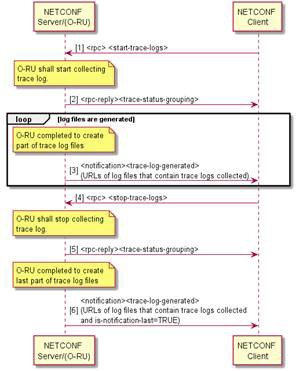 NETCONF
Server/(O-RU)
NETCONF
Client
[1] <rpc> <start-trace-logs>
O-RU shall start collecting
trace log.
[2] <rpc-reply><trace-status-grouping>
loop
[log files are generated]
O-RU completed to create
part of trace log files
[3] <notification><trace-log-generated>
(URLs of log files that contain trace logs collected)
[4] <rpc> <stop-trace-logs>
O-RU shall stop collecting
trace log.
[5] <rpc-reply><trace-status-grouping>
O-RU completed to create
last part of trace log files
<notification><trace-log-generated>
[6] (URLs of log files that contain trace logs collected
and is-notification-last=TRUE)
NETCONF
Server/(O-RU)
NETCONF
Client